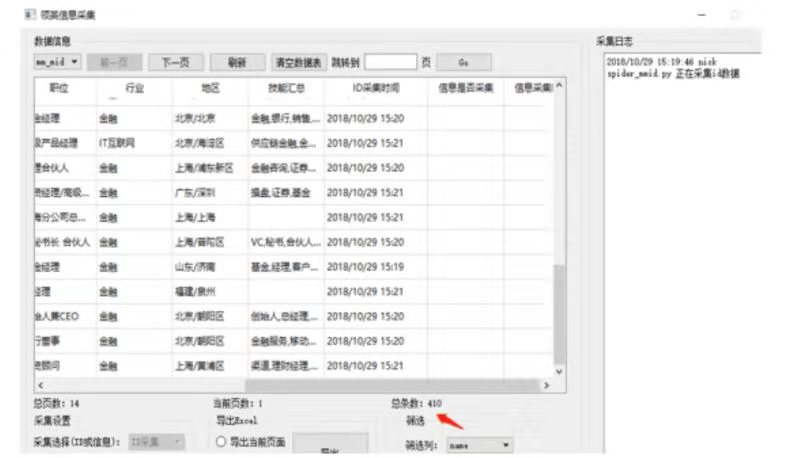 领英信息采集
数据信息
采集日志
mm_mid 前一页 下一页 刷新 清空数据表 跳转到 页 Go
2018/10/29 15:19:46 nick
spider_mmid.py 正在采集id数据
职位 行业 地区 技能汇总 ID采集时间 信息是否采集 信息采集
金经理 金融 北京/北京 金融,银行,销售,... 2018/10/29 15:20
及产品经理 IT互联网 北京/海淀区 供应链金融,金... 2018/10/29 15:21
理合伙人 金融 上海/浦东新区 金融咨询,证券... 2018/10/29 15:20
资经理/高级... 金融 广东/深圳 操盘,证券,基金 2018/10/29 15:21
海分公司总... 金融 上海/上海 2018/10/29 15:21
秘书长 合伙人 金融 上海/普陀区 VC,秘书,合伙人... 2018/10/29 15:20
金经理 金融 山东/济南 基金,经理,客户... 2018/10/29 15:19
经理 金融 福建/泉州 2018/10/29 15:21
始人兼CEO 金融 北京/朝阳区 创始人,总经理,... 2018/10/29 15:20
行董事 金融 北京/朝阳区 金融服务,移动... 2018/10/29 15:20
资顾问 金融 上海/黄浦区 渠道,理财经理,... 2018/10/29 15:21
总页数: 14 当前页数: 1 总条数: 410
采集设置 导出Excel 筛选
采集选择(ID或信息): ID采集 导出当前页面 导出 筛选列: name